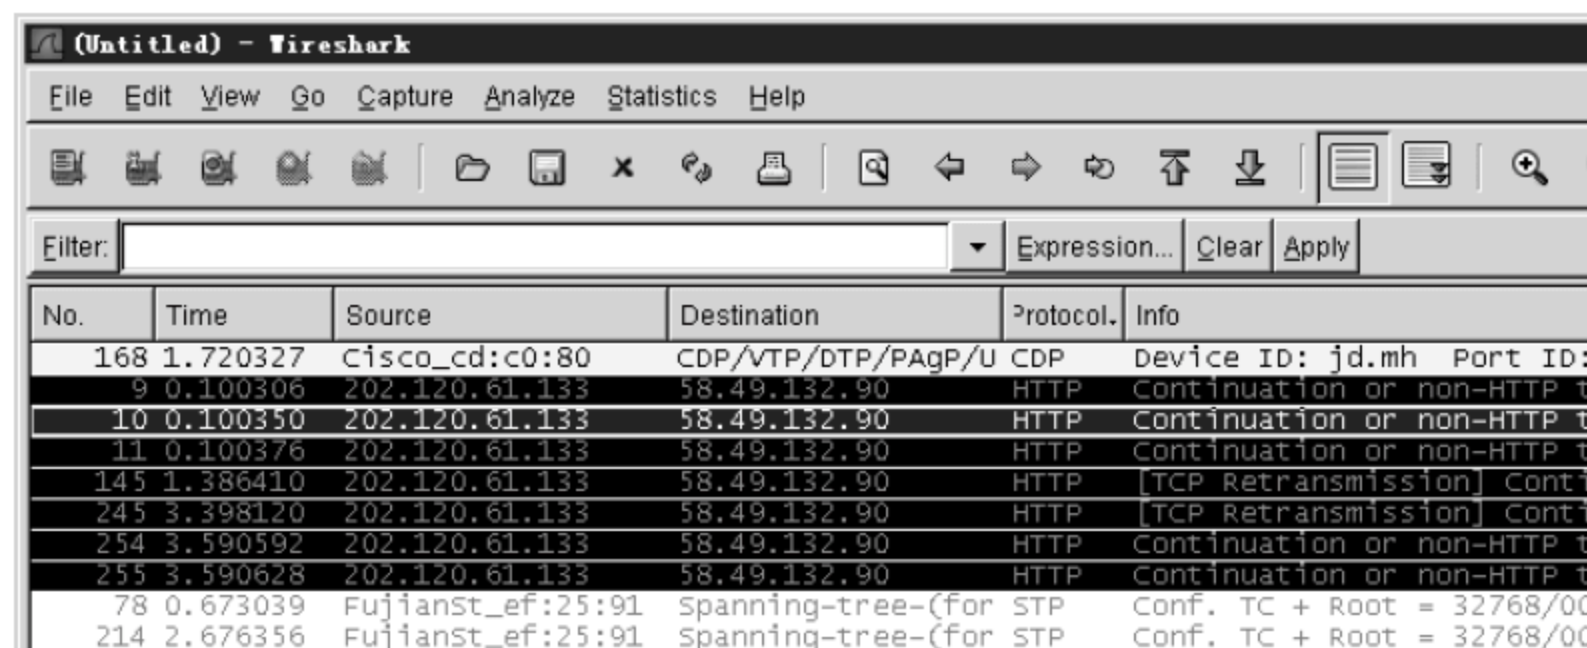 (Untitled) - Wireshark
File Edit View Go Capture Analyze Statistics Help
Filter: Expression... Clear Apply
No. Time Source Destination Protocol Info
168 1.720327 Cisco_cd:c0:80 CDP/VTP/DTP/PAgP/U CDP Device ID: jd.mh Port ID:
9 0.100306 202.120.61.133 58.49.132.90 HTTP Continuation or non-HTTP t
10 0.100350 202.120.61.133 58.49.132.90 HTTP Continuation or non-HTTP t
11 0.100376 202.120.61.133 58.49.132.90 HTTP Continuation or non-HTTP t
145 1.386410 202.120.61.133 58.49.132.90 HTTP [TCP Retransmission] Conti
245 3.398120 202.120.61.133 58.49.132.90 HTTP [TCP Retransmission] Conti
254 3.590592 202.120.61.133 58.49.132.90 HTTP Continuation or non-HTTP t
255 3.590628 202.120.61.133 58.49.132.90 HTTP Continuation or non-HTTP t
78 0.673039 FujianSt_ef:25:91 Spanning-tree-(for STP Conf. TC + Root = 32768/00
214 2.676356 FujianSt_ef:25:91 Spanning-tree-(for STP Conf. TC + Root = 32768/00